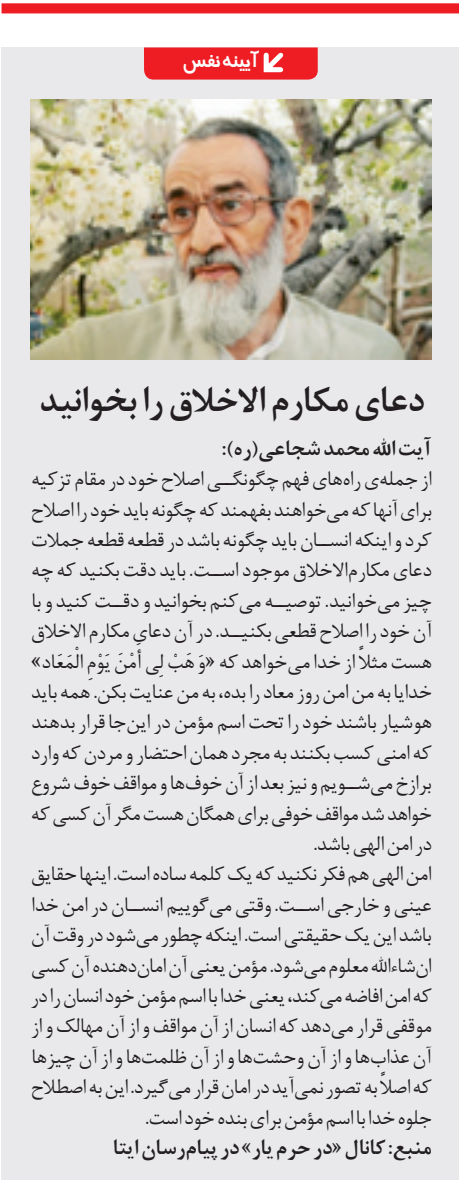 آیینه نفس
دعای مکارم الاخلاق را بخوانید
آیت‌الله محمد شجاعی(ره):
از جمله‌ی راه‌های فهم چگونگی اصلاح خود در مقام تزکیه
برای آنها که می‌خواهند بفهمند که چگونه باید خود را اصلاح
کرد و اینکه انسان باید چگونه باشد در قطعه قطعه جملات
دعای مکارم‌الاخلاق موجود است. باید دقت بکنید که چه
چیز می‌خوانید. توصیه می کنم بخوانید و دقت کنید و با
آن خود را اصلاح قطعی بکنید. در آن دعایِ مکارم الاخلاق
هست مثلاً از خدا می‌خواهد که «وَ هَبْ لِی أَمْنَ یَوْمِ الْمَعَاد»
خدایا به من امن روز معاد را بده، به من عنایت بکن. همه باید
هوشیار باشند خود را تحت اسم مؤمن در این‌جا قرار بدهند
که امنی کسب بکنند به مجرد همان احتضار و مردن که وارد
برازخ می‌شویم و نیز بعد از آن خوف‌ها و مواقف خوف شروع
خواهد شد مواقف خوفی برای همگان هست مگر آن کسی که
در امن الهی باشد.
امن الهی هم فکر نکنید که یک کلمه ساده است. اینها حقایق
عینی و خارجی است. وقتی می‌گوییم انسان در امن خدا
باشد این یک حقیقتی است. اینکه چطور می‌شود در وقت آن
ان‌شاءالله معلوم می‌شود. مؤمن یعنی آن امان‌دهنده آن کسی
که امن افاضه می‌کند، یعنی خدا با اسم مؤمن خود انسان را در
موقفی قرار می‌دهد که انسان از آن مواقف و از آن مهالک و از
آن عذاب‌ها و از آن وحشت‌ها و از آن ظلمت‌ها و از آن چیزها
که اصلاً به تصور نمی‌آید در امان قرار می‌گیرد. این به اصطلاح
جلوه خدا با اسم مؤمن برای بنده خود است.
منبع: کانال «در حرم یار» در پیام‌رسان ایتا